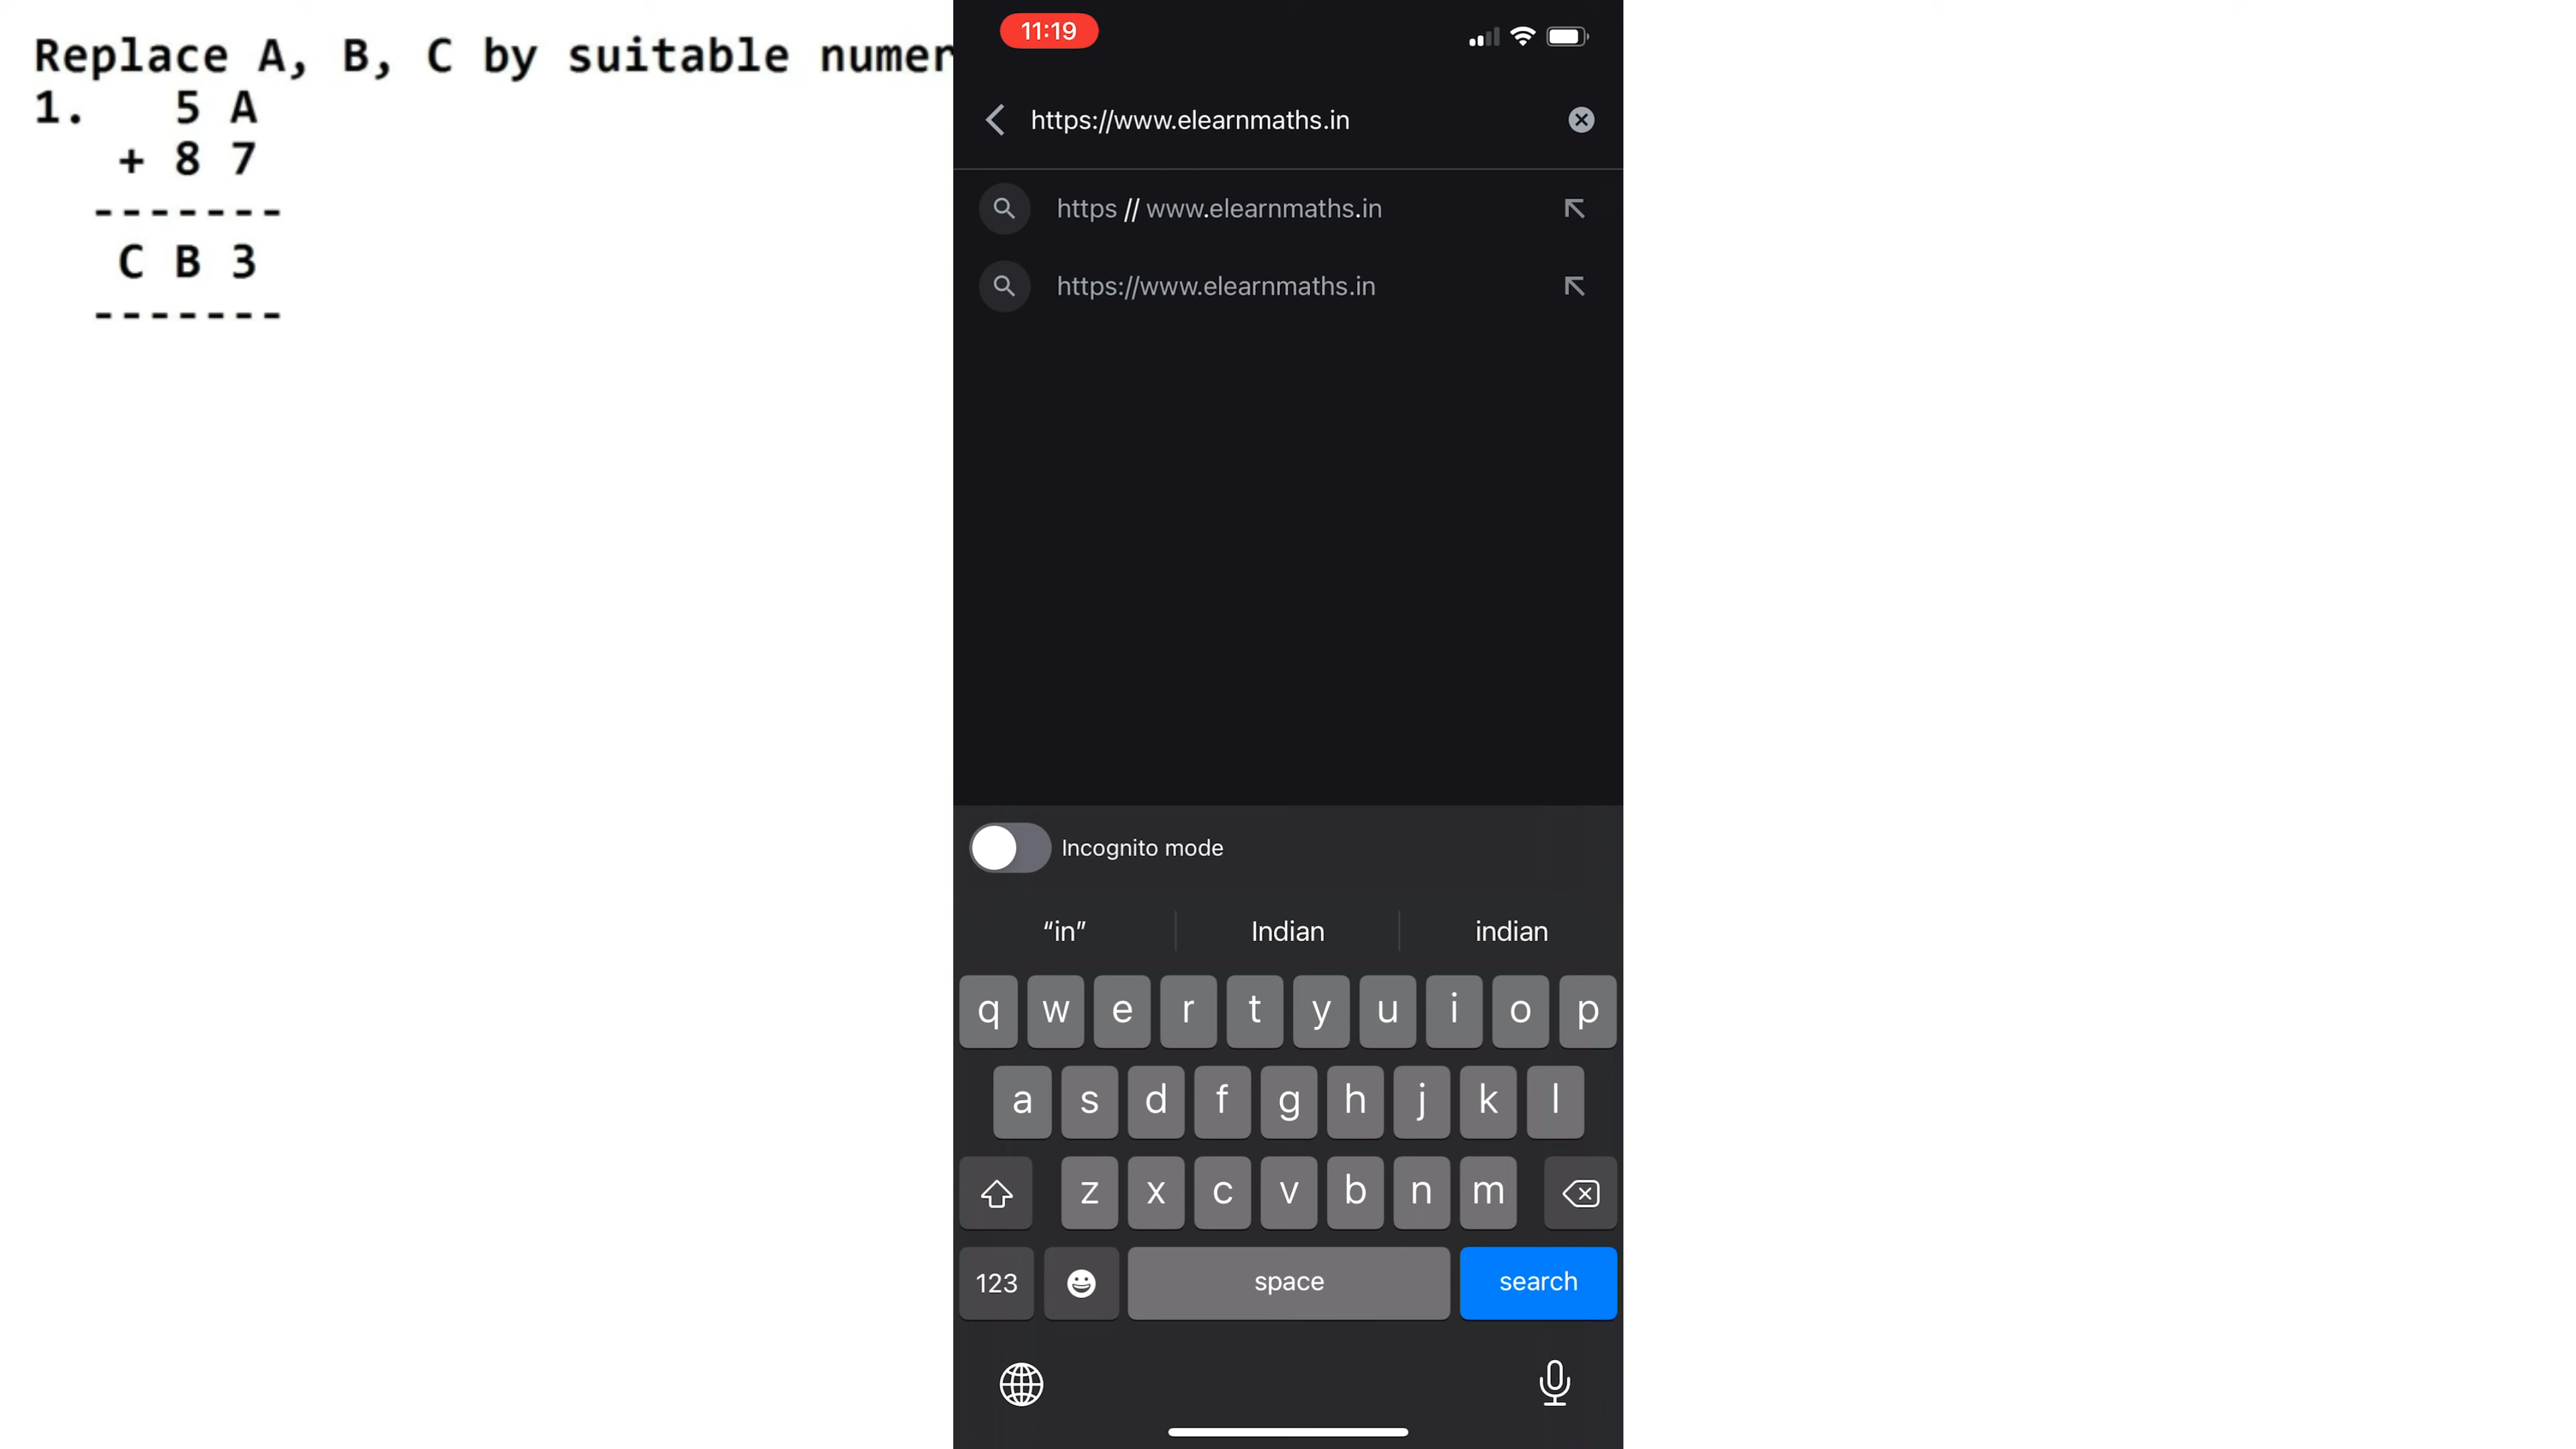 Replace A, B, C by suitable
1. 5 A
+ 8 7
-------
C B 3
-------
11:19
https://www.elearnmaths.in
https // www.elearnmaths.in
https://www.elearnmaths.in
Incognito mode
“in” Indian indian
q w e r t y u i o p
a s d f g h j k l
z x c v b n m
123 space search